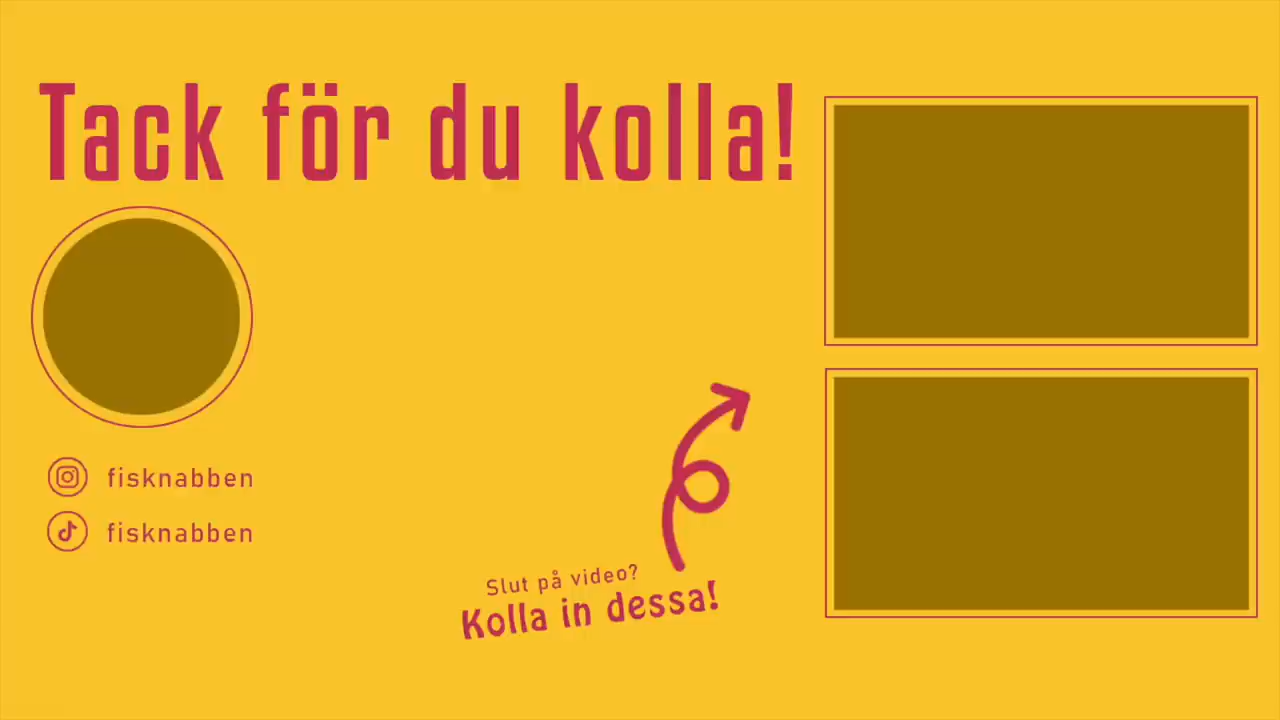 Tack för du kolla!
fisknabben
fisknabben
Slut på video?
Kolla in dessa!